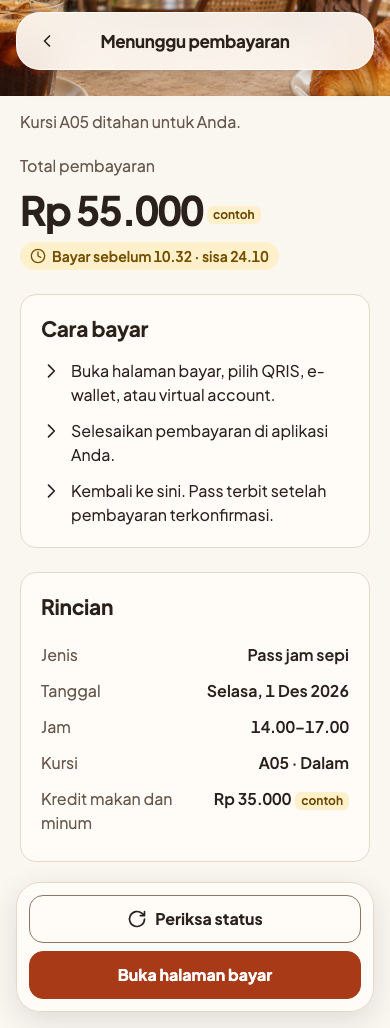 Menunggu pembayaran
Kursi A05 ditahan untuk Anda.
Total pembayaran
Rp 55.000 contoh
Bayar sebelum 10.32 · sisa 24.10
Cara bayar
Buka halaman bayar, pilih QRIS, e-
wallet, atau virtual account.
Selesaikan pembayaran di aplikasi
Anda.
Kembali ke sini. Pass terbit setelah
pembayaran terkonfirmasi.
Rincian
Jenis Pass jam sepi
Tanggal Selasa, 1 Des 2026
Jam 14.00–17.00
Kursi A05 · Dalam
Kredit makan dan Rp 35.000 contoh
minum
Periksa status
Buka halaman bayar